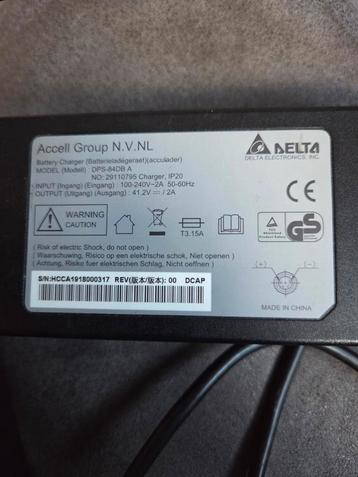 Accell Group N.V.NL
Battery Charger (Batterieladegeraet)(acculader)
MODEL (Modell): DPS-84DB A
NO: 29110795 Charger, IP20
INPUT (Ingang) (Eingang) : 100-240V~2A 50-60Hz
OUTPUT (Uitgang) (Ausgang): 41,2V⎓/2A
DELTA
DELTA ELECTRONICS, INC.
CE
WARNING
CAUTION
T3.15A
GS
( Risk of electric Shock, do not open )
( Waarschuwing, Risico op een elektrische schok, Niet openen )
( Achtung, Risiko fuer elektrischen Schlag, Nicht Oeffnen )
S/N:HCCA1918000317 REV(版本/版本): 00 DCAP
MADE IN CHINA